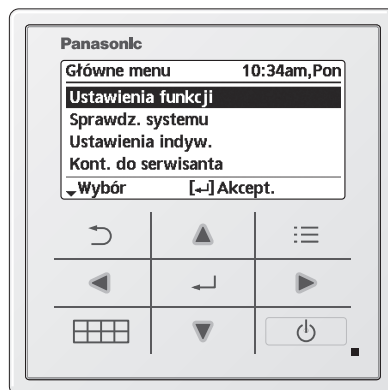 Panasonic
Główne menu 10:34am,Pon
Ustawienia funkcji
Sprawdz. systemu
Ustawienia indyw.
Kont. do serwisanta
Wybór [↵] Akcept.